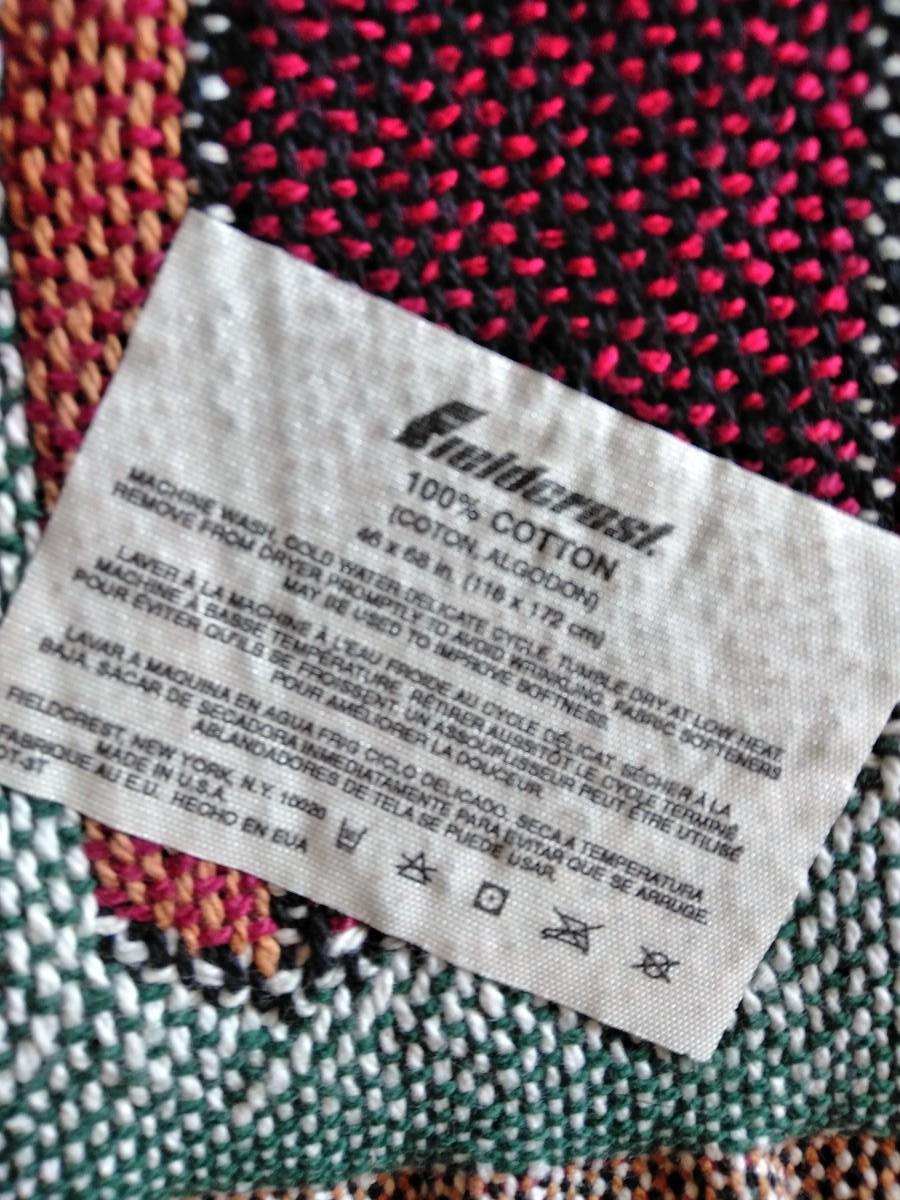 Fieldcrest.
100% COTTON
(COTON, ALGODON)
46 x 68 in. (116 x 172 cm)
MACHINE WASH, COLD WATER, DELICATE CYCLE, TUMBLE DRY AT LOW HEAT.
REMOVE FROM DRYER PROMPTLY TO AVOID WRINKLING. FABRIC SOFTENERS
MAY BE USED TO IMPROVE SOFTNESS.
LAVER À LA MACHINE À L'EAU FROIDE AU CYCLE DÉLICAT. SÉCHER À LA
MACHINE À BASSE TEMPÉRATURE. RETIRER AUSSITÔT LE CYCLE TERMINÉ
POUR ÉVITER QU'ILS SE FROISSENT. UN ASSOUPLISSEUR PEUT ÊTRE UTILISÉ
POUR AMÉLIORER LA DOUCEUR.
LAVAR A MAQUINA EN AGUA FRIO CICLO DELICADO. SECA A TEMPERATURA
BAJA. SACAR DE SECADORA INMEDIATAMENTE PARA EVITAR QUE SE ARRUGE.
ABLANDADORES DE TELA SE PUEDE USAR.
FIELDCREST, NEW YORK, N.Y. 10020
MADE IN U.S.A.
FABRIQUÉ AU E.U. HECHO EN EUA